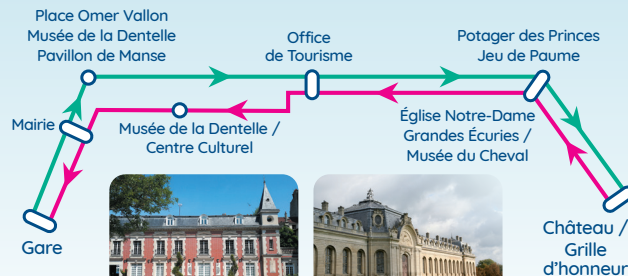 Place Omer Vallon
Musée de la Dentelle
Pavillon de Manse
Office
de Tourisme
Potager des Princes
Jeu de Paume
Mairie
Musée de la Dentelle /
Centre Culturel
Église Notre-Dame
Grandes Écuries /
Musée du Cheval
Gare
Château /
Grille
d'honneur